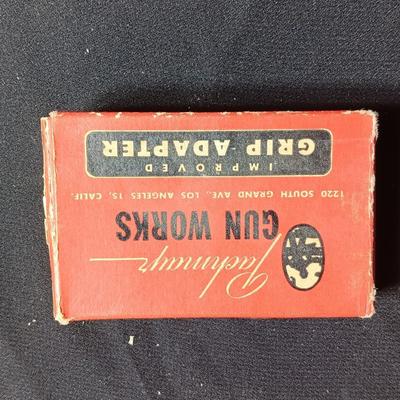 Pachmayr
GUN WORKS
1220 SOUTH GRAND AVE., LOS ANGELES 15, CALIF.
IMPROVED
GRIP ADAPTER